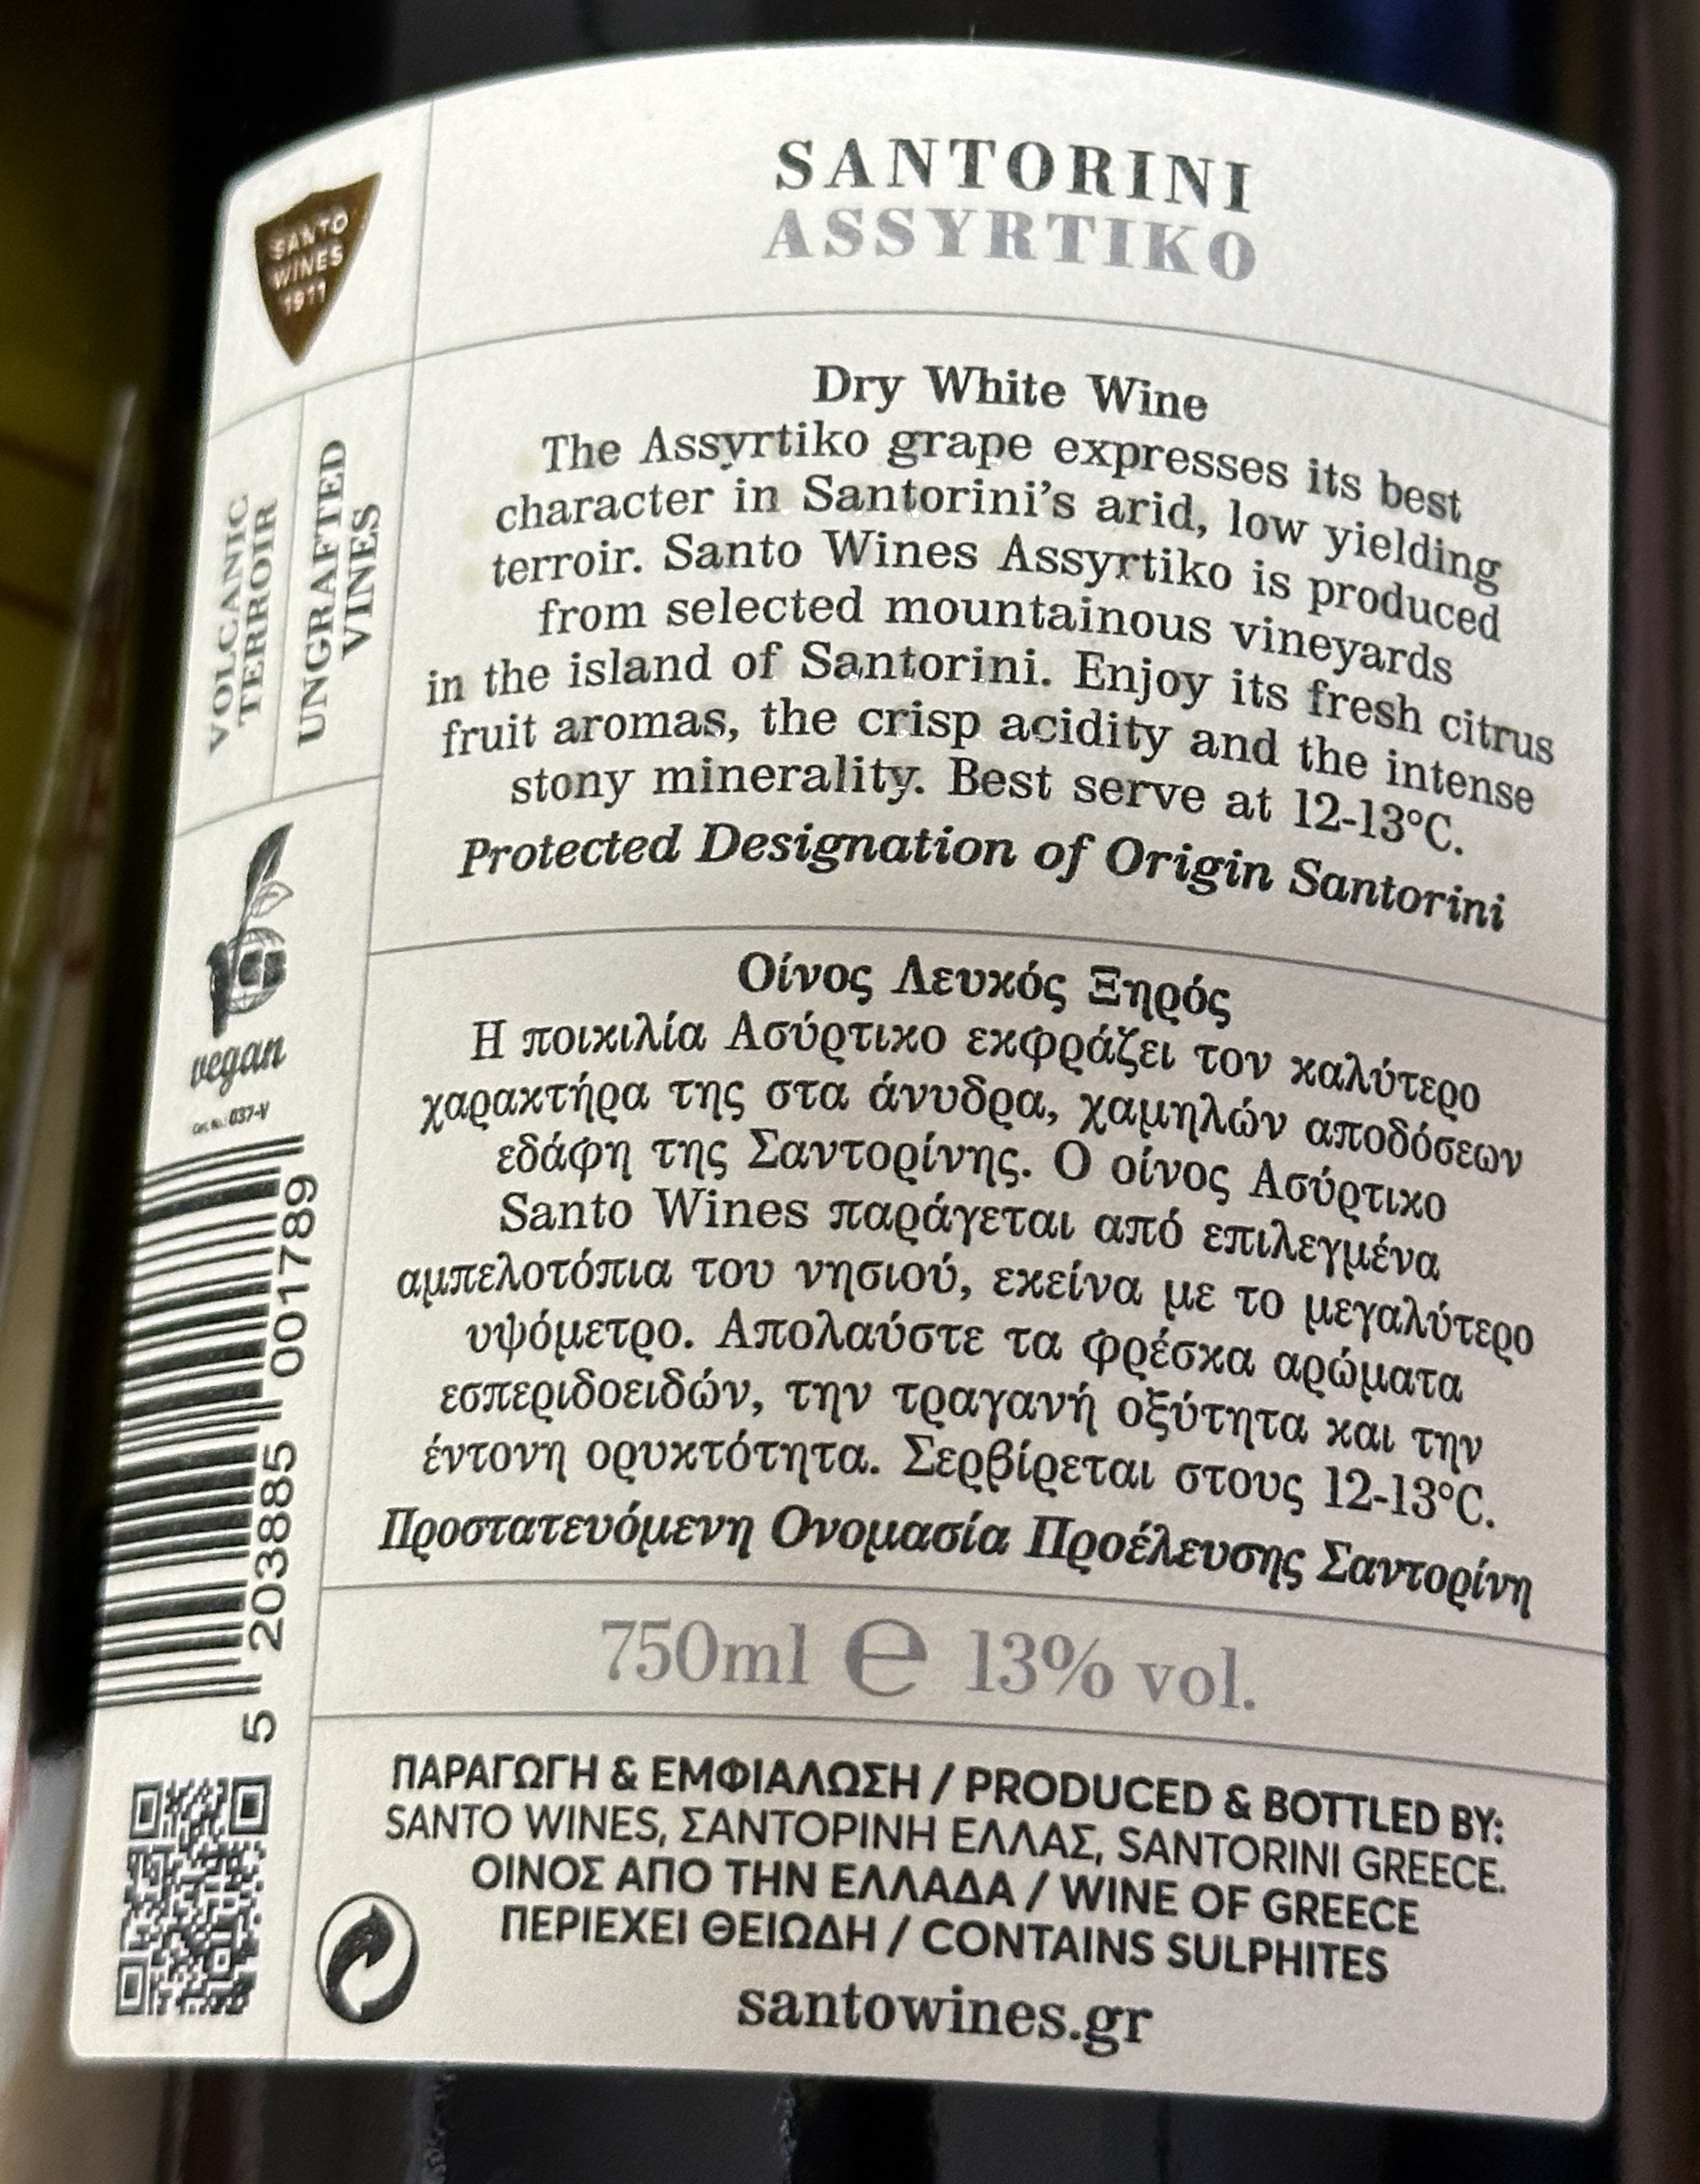 SANTORINI
ASSYRTIKO
SANTO
WINES
1911
VOLCANIC
TERROIR
UNGRAFTED
VINES
vegan
Cert. No.: 037-V
5 203885 001789
Dry White Wine
The Assyrtiko grape expresses its best
character in Santorini's arid, low yielding
terroir. Santo Wines Assyrtiko is produced
from selected mountainous vineyards
in the island of Santorini. Enjoy its fresh citrus
fruit aromas, the crisp acidity and the intense
stony minerality. Best serve at 12-13°C.
Protected Designation of Origin Santorini
Οίνος Λευκός Ξηρός
Η ποικιλία Ασύρτικο εκφράζει τον καλύτερο
χαρακτήρα της στα άνυδρα, χαμηλών αποδόσεων
εδάφη της Σαντορίνης. Ο οίνος Ασύρτικο
Santo Wines παράγεται από επιλεγμένα
αμπελοτόπια του νησιού, εκείνα με το μεγαλύτερο
υψόμετρο. Απολαύστε τα φρέσκα αρώματα
εσπεριδοειδών, την τραγανή οξύτητα και την
έντονη ορυκτότητα. Σερβίρεται στους 12-13°C.
Προστατευόμενη Ονομασία Προέλευσης Σαντορίνη
750ml e 13% vol.
ΠΑΡΑΓΩΓΗ & ΕΜΦΙΑΛΩΣΗ / PRODUCED & BOTTLED BY:
SANTO WINES, ΣΑΝΤΟΡΙΝΗ ΕΛΛΑΣ, SANTORINI GREECE.
ΟΙΝΟΣ ΑΠΟ ΤΗΝ ΕΛΛΑΔΑ / WINE OF GREECE
ΠΕΡΙΕΧΕΙ ΘΕΙΩΔΗ / CONTAINS SULPHITES
santowines.gr